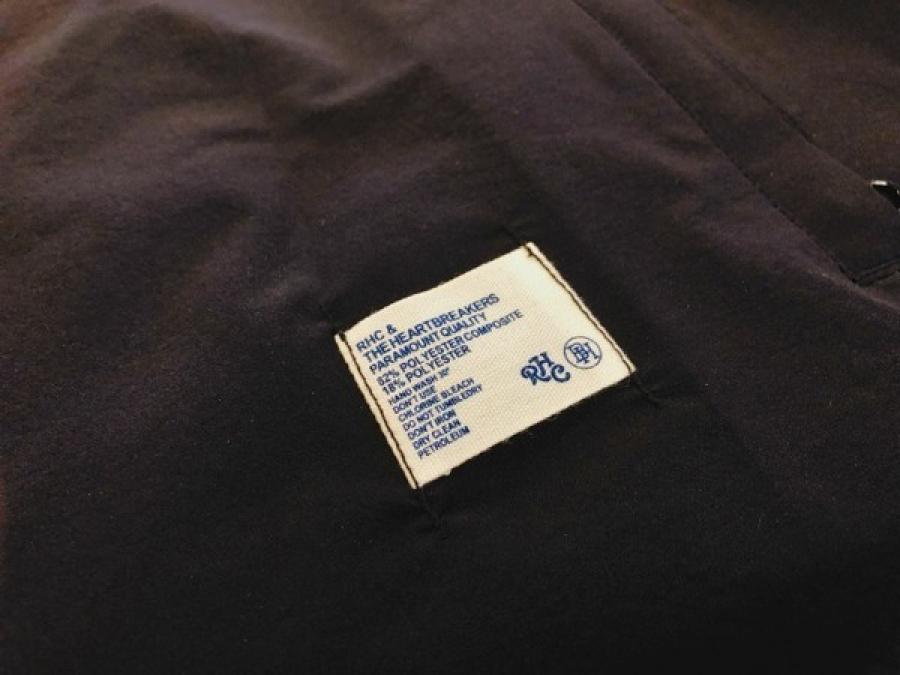 RHC &
THE HEARTBREAKERS
PARAMOUNT QUALITY
82% POLYESTER COMPOSITE
18% POLYESTER
HAND WASH 30°
DON'T USE
CHLORINE BLEACH
DO NOT TUMBLEDRY
DON'T IRON
DRY CLEAN
PETROLEUM
RHC